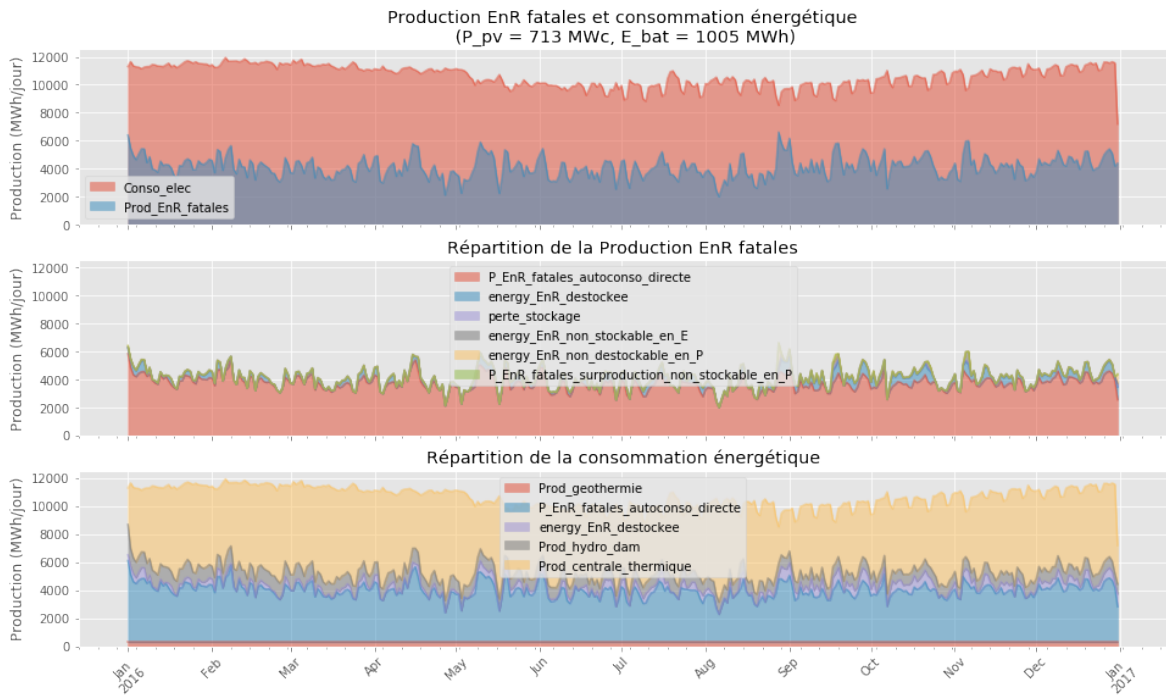 Production EnR fatales et consommation énergétique
(P_pv = 713 MWc, E_bat = 1005 MWh)
Production (MWh/jour)
12000
10000
8000
6000
4000
2000
0
Conso_elec
Prod_EnR_fatales
Répartition de la Production EnR fatales
Production (MWh/jour)
12000
10000
8000
6000
4000
2000
0
P_EnR_fatales_autoconso_directe
energy_EnR_destockee
perte_stockage
energy_EnR_non_stockable_en_E
energy_EnR_non_destockable_en_P
P_EnR_fatales_surproduction_non_stockable_en_P
Répartition de la consommation énergétique
Production (MWh/jour)
12000
10000
8000
6000
4000
2000
0
Prod_geothermie
P_EnR_fatales_autoconso_directe
energy_EnR_destockee
Prod_hydro_dam
Prod_centrale_thermique
Jan
2016
Feb
Mar
Apr
May
Jun
Jul
Aug
Sep
Oct
Nov
Dec
Jan
2017